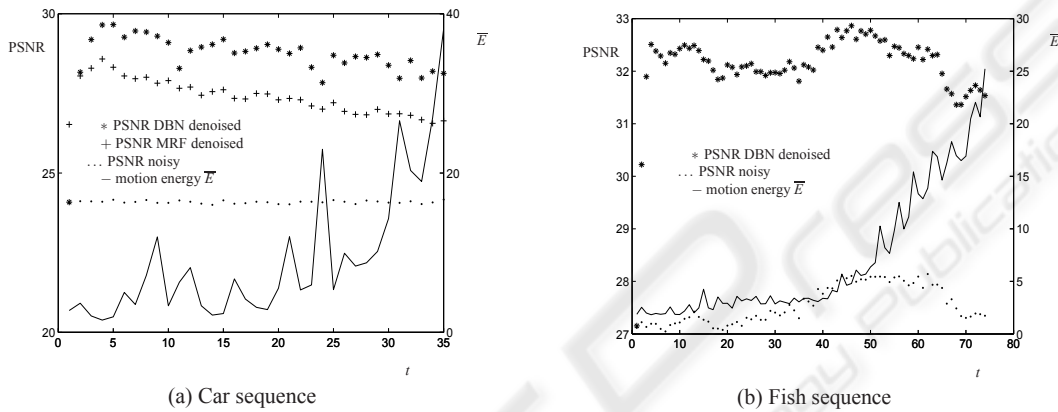 30
40
PSNR
E̅
25
20
20
0
0
5
10
15
20
25
30
35
t
∗ PSNR DBN denoised
+ PSNR MRF denoised
... PSNR noisy
− motion energy E̅
(a) Car sequence
33
30
PSNR
E̅
32
25
31
20
30
15
29
10
28
5
27
0
0
10
20
30
40
50
60
70
80
t
∗ PSNR DBN denoised
... PSNR noisy
− motion energy E̅
(b) Fish sequence